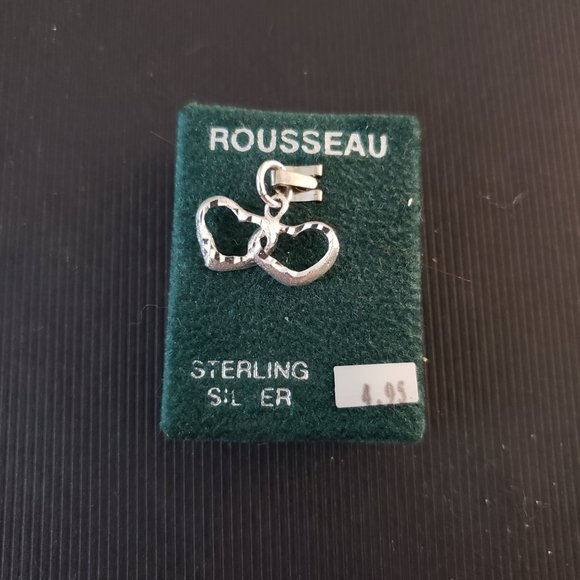 ROUSSEAU
STERLING
SIL ER
4.95